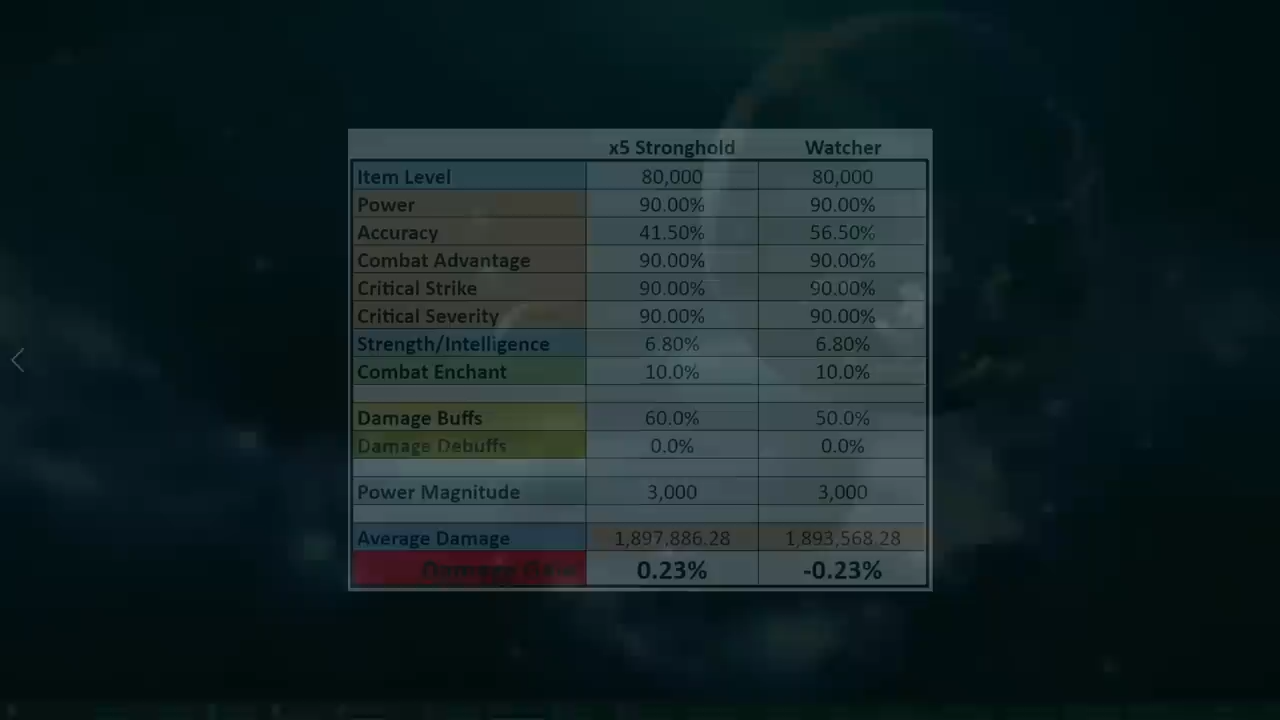 x5 Stronghold Watcher
Item Level 80,000 80,000
Power 90.00% 90.00%
Accuracy 41.50% 56.50%
Combat Advantage 90.00% 90.00%
Critical Strike 90.00% 90.00%
Critical Severity 90.00% 90.00%
Strength/Intelligence 6.80% 6.80%
Combat Enchant 10.0% 10.0%
Damage Buffs 60.0% 50.0%
Damage Debuffs 0.0% 0.0%
Power Magnitude 3,000 3,000
Average Damage 1,897,886.28 1,893,568.28
Damage 0.23% -0.23%